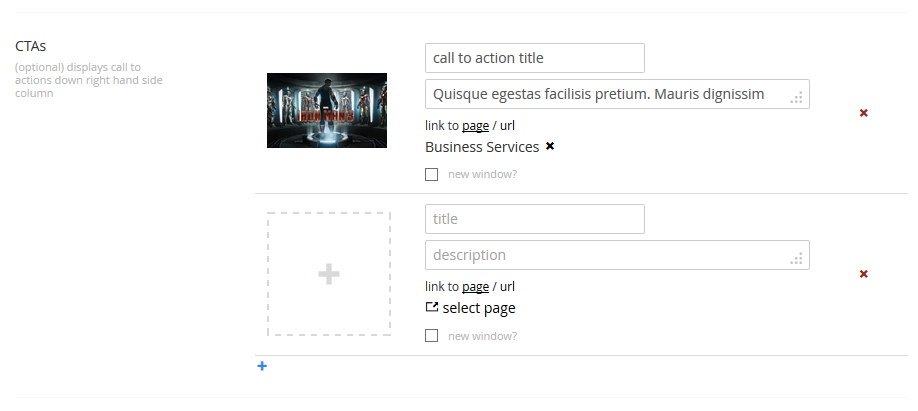 CTAs
(optional) displays call to
actions down right hand side
column
IRON MAN 3
call to action title
Quisque egestas facilisis pretium. Mauris dignissim
link to page / url
Business Services
new window?
title
description
link to page / url
select page
new window?